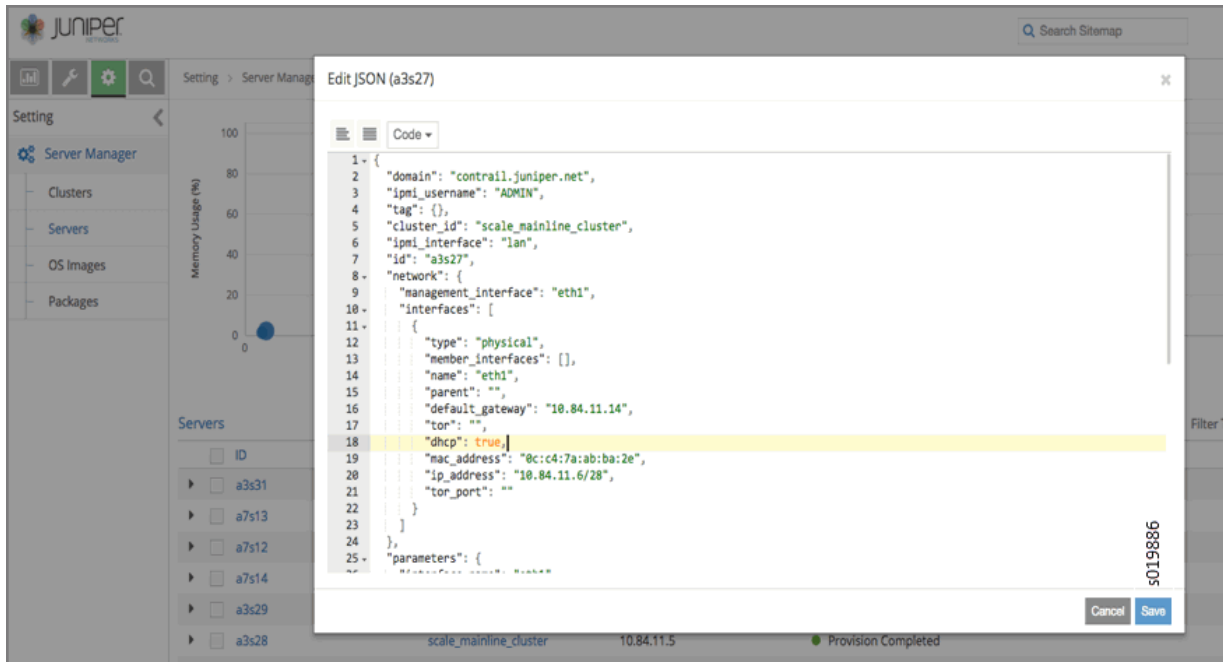 JUNIPEr
NETWORKS
Search Sitemap
Setting > Server Manage
Setting
Server Manager
Clusters
Servers
OS Images
Packages
Memory Usage (%)
100
80
60
40
20
0
0
Servers
Filter
ID
a3s31
a7s13
a7s12
a7s14
a3s29
a3s28 scale_mainline_cluster 10.84.11.5 Provision Completed
Edit JSON (a3s27)
×
Code
1 {
2 "domain": "contrail.juniper.net",
3 "ipmi_username": "ADMIN",
4 "tag": {},
5 "cluster_id": "scale_mainline_cluster",
6 "ipmi_interface": "lan",
7 "id": "a3s27",
8 "network": {
9 "management_interface": "eth1",
10 "interfaces": [
11 {
12 "type": "physical",
13 "member_interfaces": [],
14 "name": "eth1",
15 "parent": "",
16 "default_gateway": "10.84.11.14",
17 "tor": "",
18 "dhcp": true,
19 "mac_address": "0c:c4:7a:ab:ba:2e",
20 "ip_address": "10.84.11.6/28",
21 "tor_port": ""
22 }
23 ]
24 },
25 "parameters": {
s019886
Cancel Save